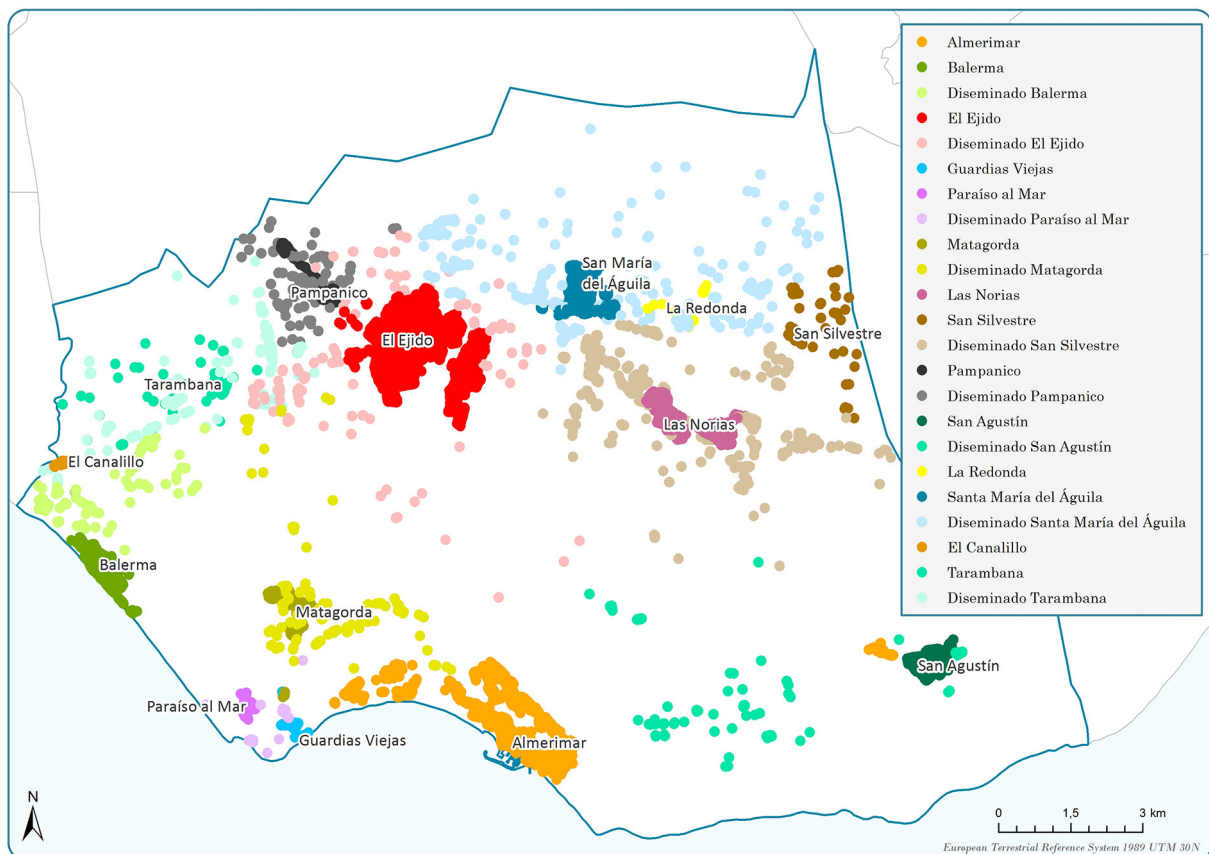 Almerimar
Balerma
Diseminado Balerma
El Ejido
Diseminado El Ejido
Guardias Viejas
Paraíso al Mar
Diseminado Paraíso al Mar
Matagorda
Diseminado Matagorda
Las Norias
San Silvestre
Diseminado San Silvestre
Pampanico
Diseminado Pampanico
San Agustín
Diseminado San Agustín
La Redonda
Santa María del Águila
Diseminado Santa María del Águila
El Canalillo
Tarambana
Diseminado Tarambana
San María
del Águila
Pampanico
La Redonda
El Ejido
San Silvestre
Tarambana
Las Norias
El Canalillo
Balerma
Matagorda
San Agustín
Paraíso al Mar
Guardias Viejas
Almerimar
N
0 1,5 3 km
European Terrestrial Reference System 1989 UTM 30N